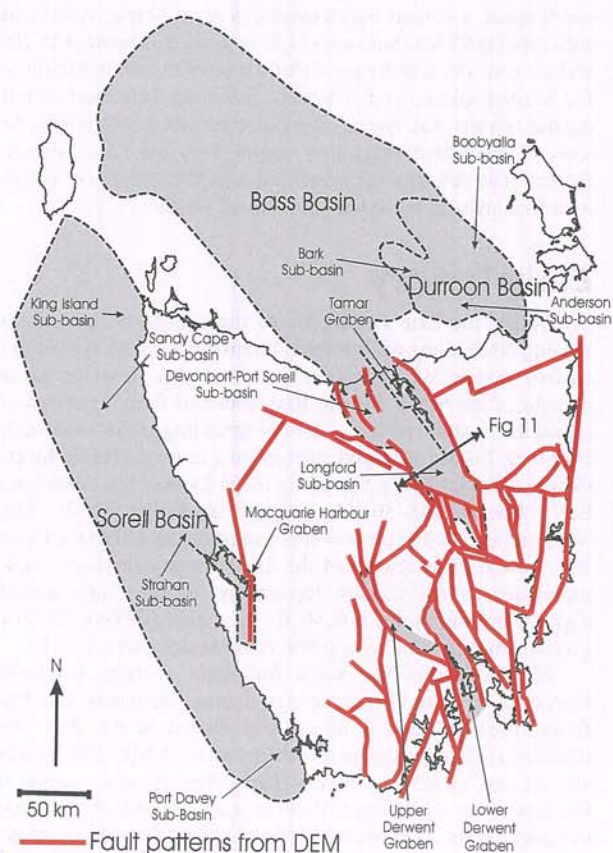 Boobyalla
Sub-basin
Bass Basin
Bark
Sub-basin
Durroon Basin
Tamar
Graben
Anderson
Sub-basin
King Island
Sub-basin
Sandy Cape
Sub-basin
Devonport-Port Sorell
Sub-basin
Fig 11
Longford
Sub-basin
Sorell Basin
Macquarie Harbour
Graben
Strahan
Sub-basin
N
50 km
Port Davey
Sub-Basin
Upper
Derwent
Graben
Lower
Derwent
Graben
Fault patterns from DEM